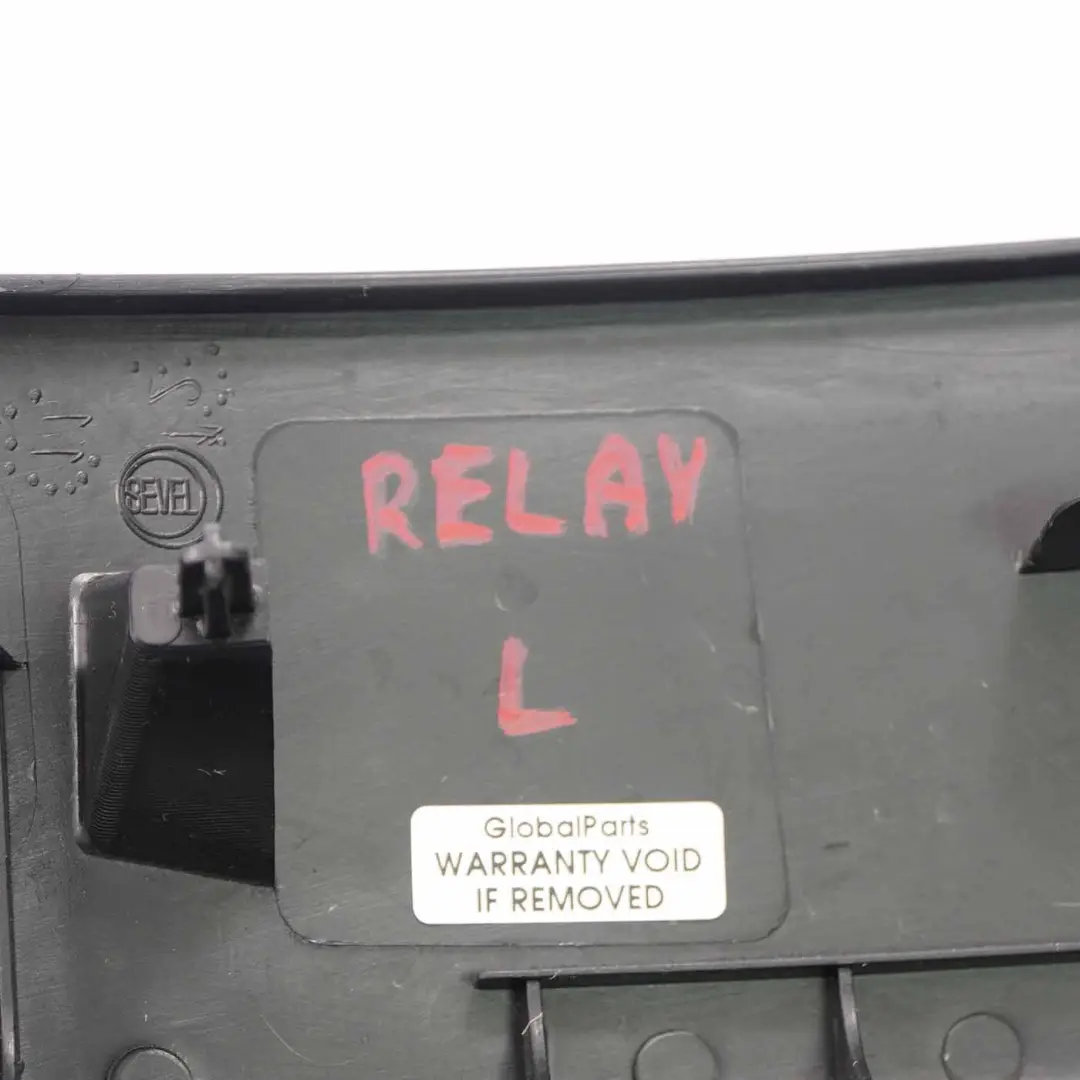 SEVEL
RELAY
L
GlobalParts
WARRANTY VOID
IF REMOVED